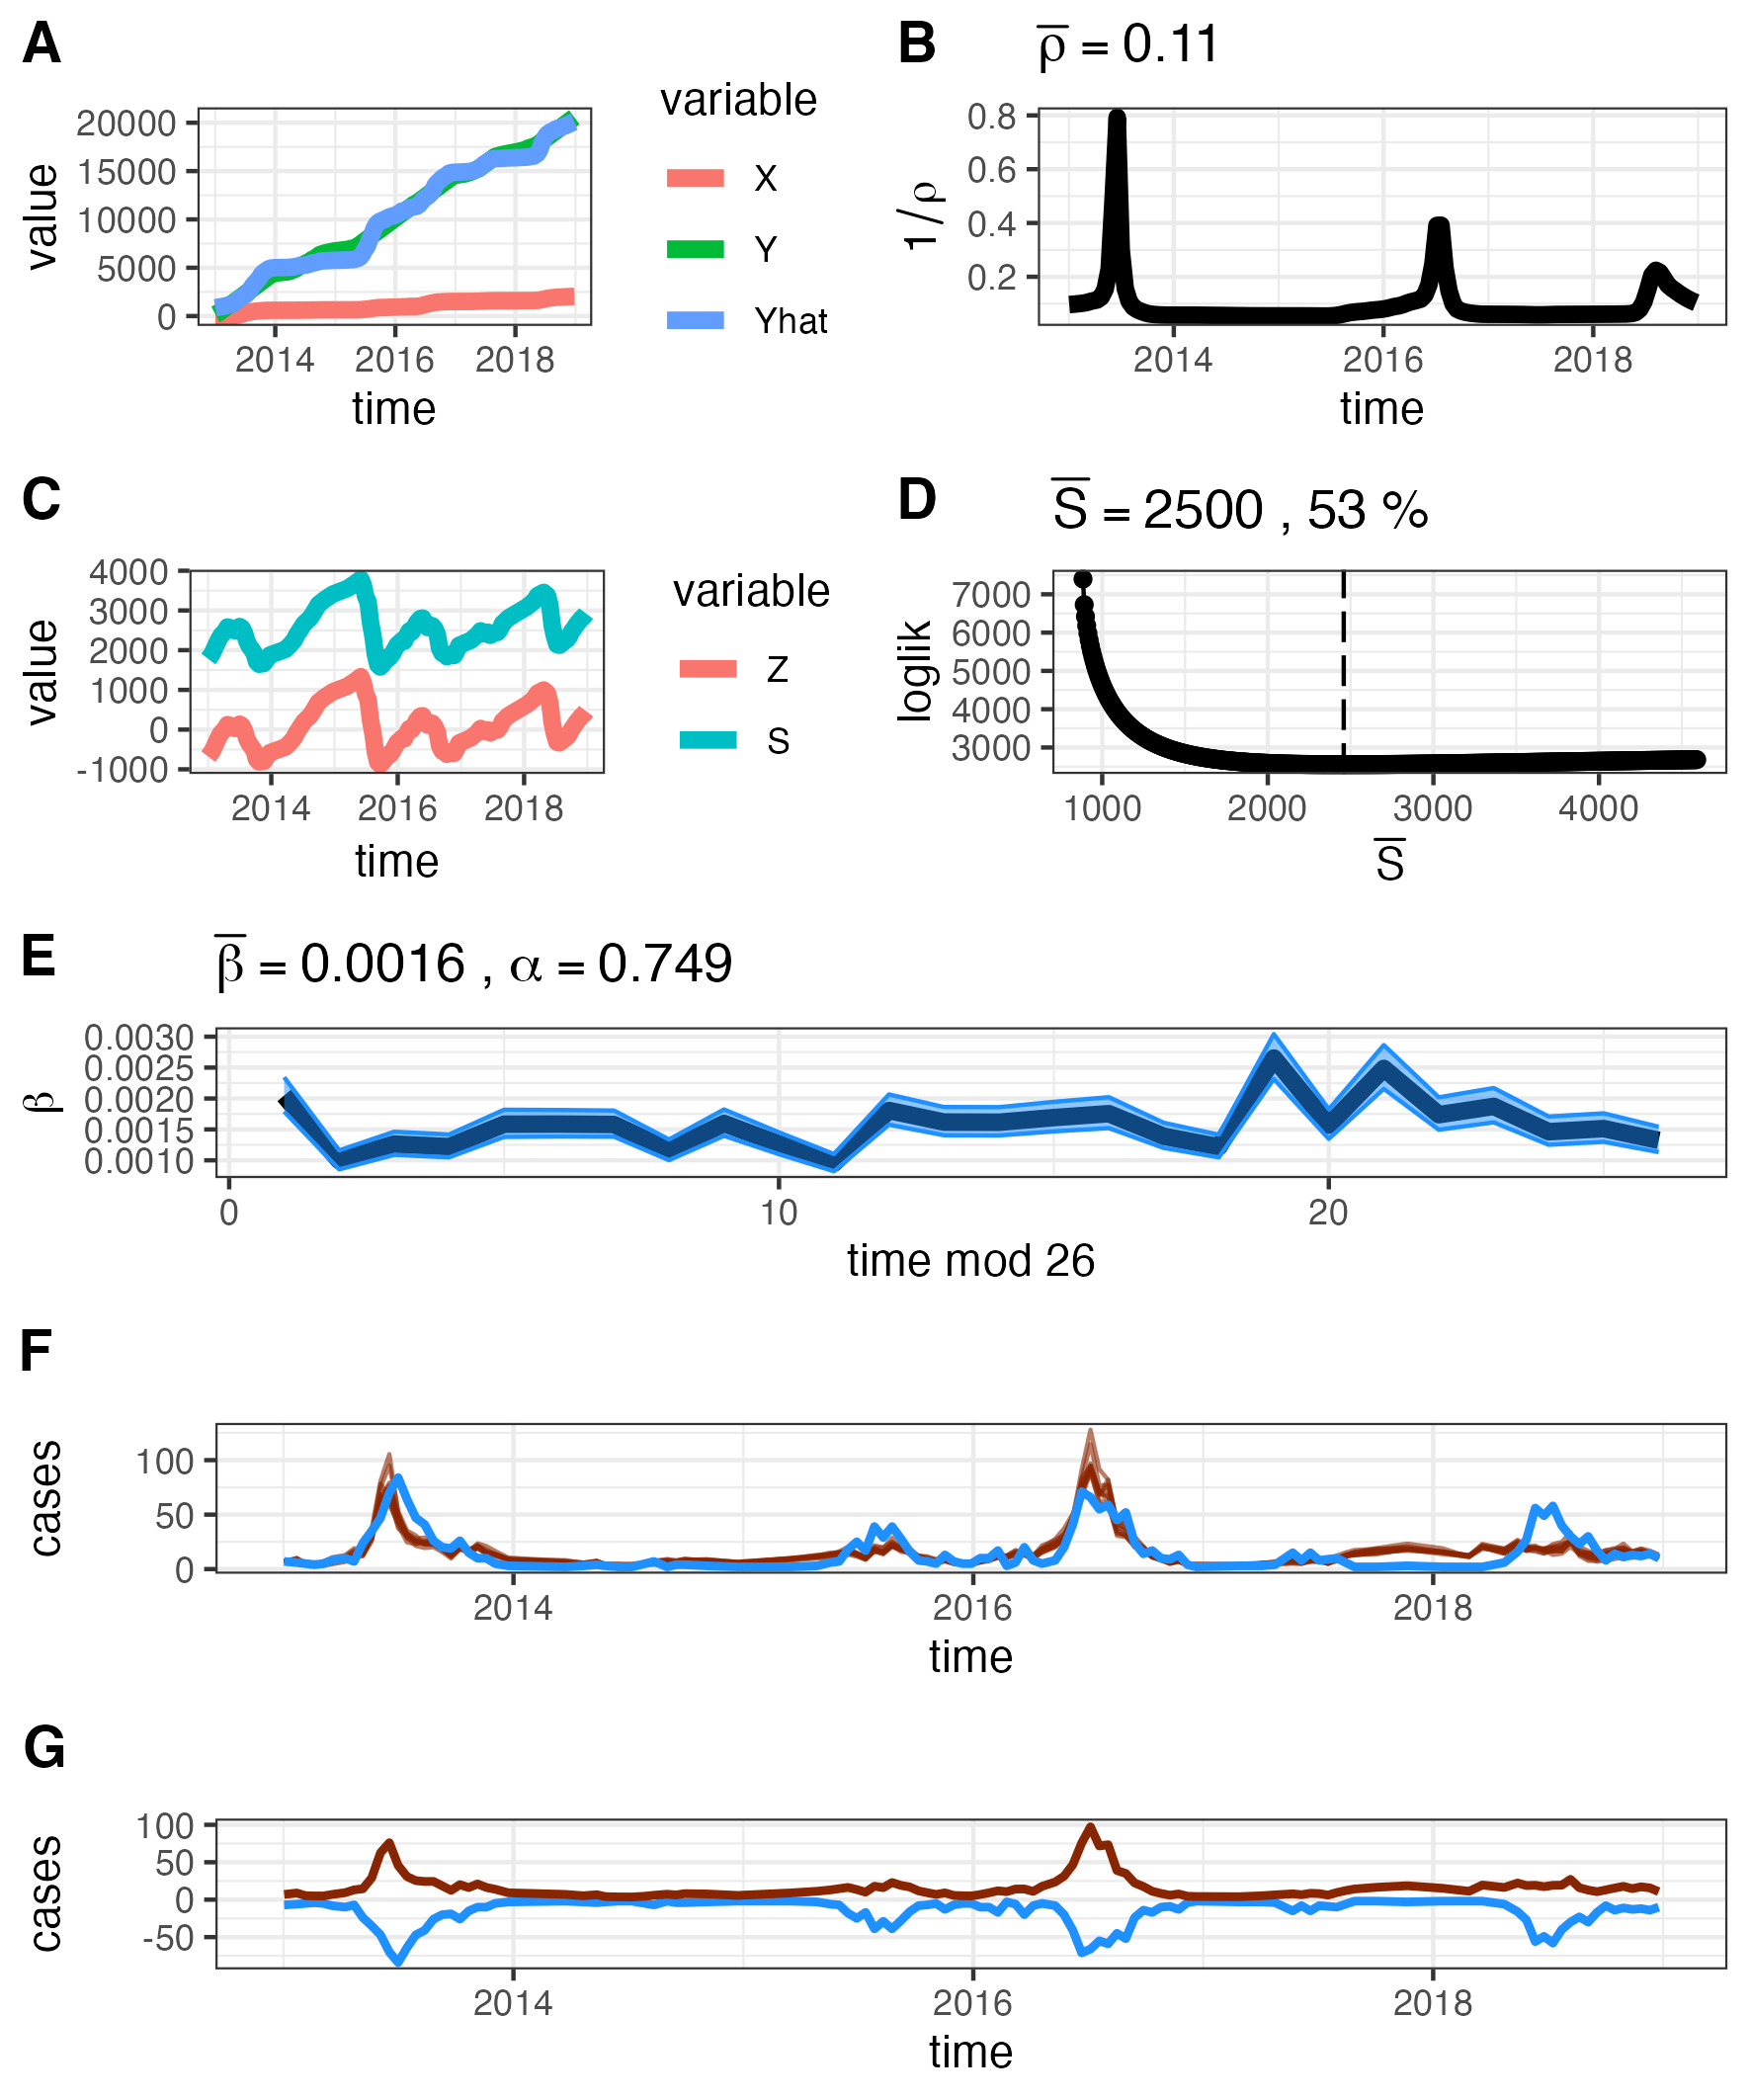 A
variable
20000
15000
10000
5000
0
value
2014 2016 2018
time
X
Y
Yhat
B
ρ̅ = 0.11
0.8
0.6
0.4
0.2
1/ρ
2014 2016 2018
time
C
4000
3000
2000
1000
0
-1000
value
2014 2016 2018
time
variable
Z
S
D
S̅ = 2500 , 53 %
7000
6000
5000
4000
3000
loglik
1000 2000 3000 4000
S̅
E
β̅ = 0.0016 , α = 0.749
0.0030
0.0025
0.0020
0.0015
0.0010
β
0 10 20
time mod 26
F
100
50
0
cases
2014 2016 2018
time
G
100
50
0
-50
cases
2014 2016 2018
time